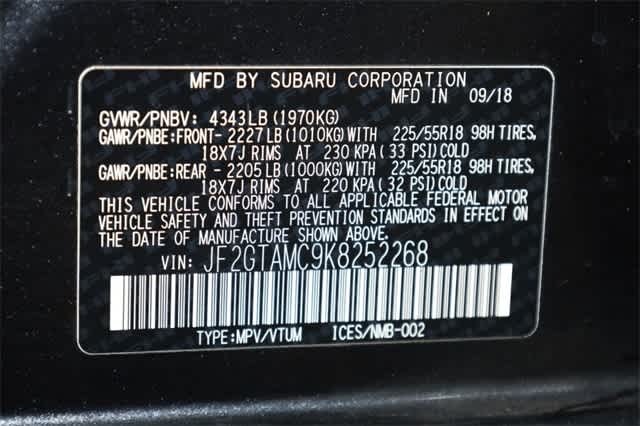 MFD BY SUBARU CORPORATION
MFD IN 09/18
GVWR/PNBV: 4343LB (1970KG)
GAWR/PNBE:FRONT- 2227LB(1010KG)WITH 225/55R18 98H TIRES,
18X7J RIMS AT 230 KPA (33 PSI)COLD
GAWR/PNBE:REAR - 2205LB(1000KG)WITH 225/55R18 98H TIRES,
18X7J RIMS AT 220 KPA (32 PSI)COLD
THIS VEHICLE CONFORMS TO ALL APPLICABLE FEDERAL MOTOR
VEHICLE SAFETY AND THEFT PREVENTION STANDARDS IN EFFECT ON
THE DATE OF MANUFACTURE SHOWN ABOVE.
VIN: JF2GTAMC9K8252268
TYPE:MPV/VTUM ICES/NMB-002